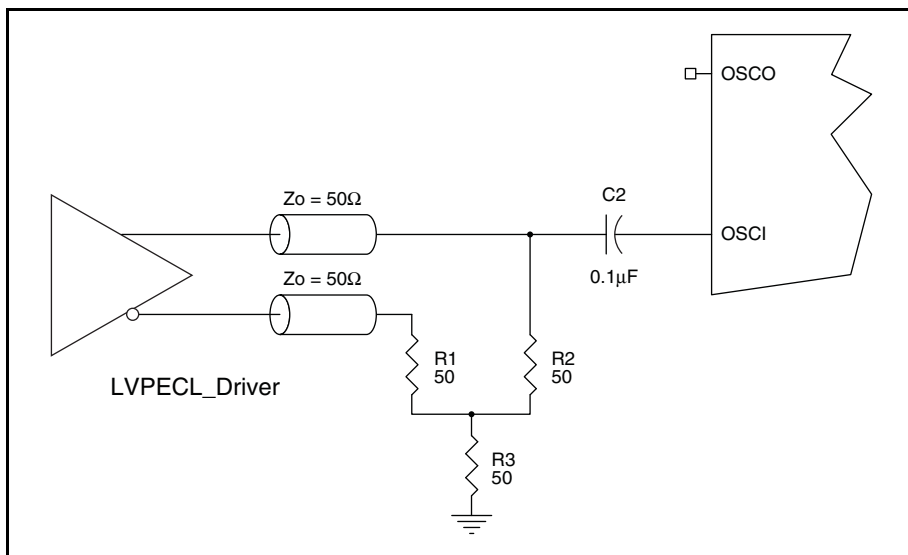 OSCO
C2
Zo = 50Ω
OSCI
0.1μF
Zo = 50Ω
R1
50
R2
50
LVPECL_Driver
R3
50